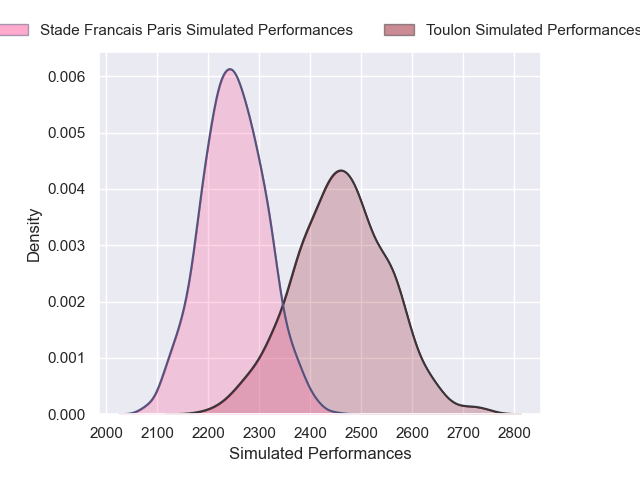 Stade Francais Paris Simulated Performances Toulon Simulated Performances
0.006
0.005
0.004
0.003
0.002
0.001
0.000
Density
2000 2100 2200 2300 2400 2500 2600 2700 2800
Simulated Performances